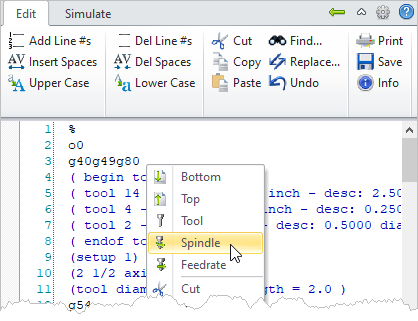 Edit Simulate
Add Line #s Del Line #s Cut Find... Print
Insert Spaces Del Spaces Copy Replace... Save
Upper Case Lower Case Paste Undo Info
1 %
2 o0
3 g40g49g80
4 ( begin to
5 ( tool 14 inch - desc: 2.50
6 ( tool 4 - inch - desc: 0.250
7 ( tool 2 - desc: 0.5000 dia
8 ( endof to
9 (setup 1)
10 (2 1/2 axi
11 (tool diam gth = 2.0 )
12 g54
Bottom
Top
Tool
Spindle
Feedrate
Cut